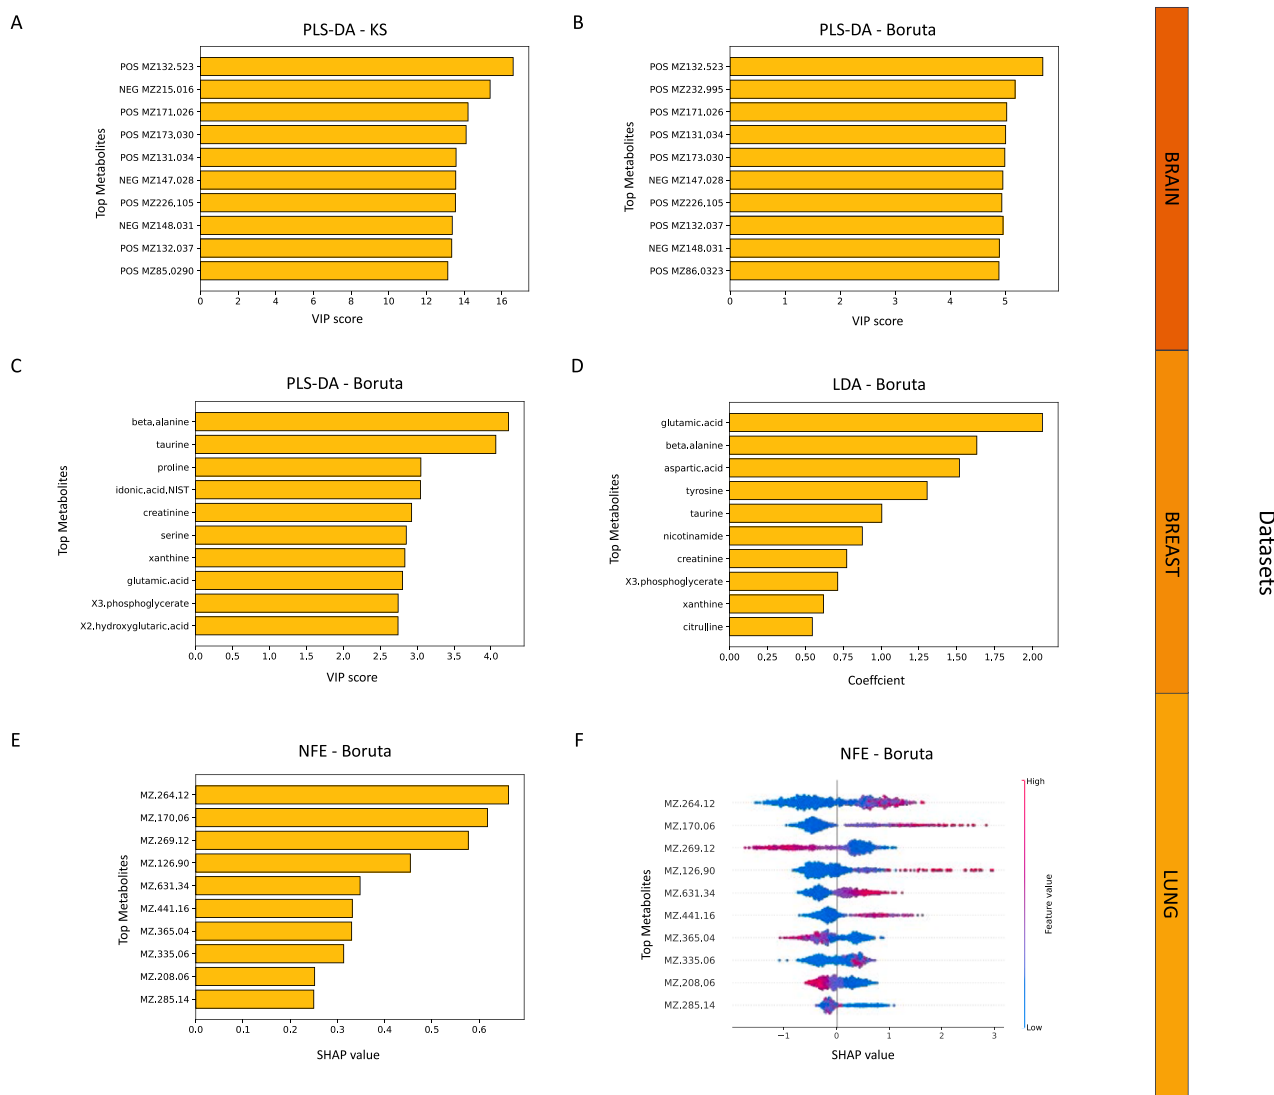 A
PLS-DA - KS
Top Metabolites
POS MZ132.523
NEG MZ215.016
POS MZ171.026
POS MZ173.030
POS MZ131.034
NEG MZ147.028
POS MZ226.105
NEG MZ148.031
POS MZ132.037
POS MZ85.0290
0 2 4 6 8 10 12 14 16
VIP score
B
PLS-DA - Boruta
Top Metabolites
POS MZ132.523
POS MZ232.995
POS MZ171.026
POS MZ131.034
POS MZ173.030
NEG MZ147.028
POS MZ226.105
POS MZ132.037
NEG MZ148.031
POS MZ86.0323
0 1 2 3 4 5
VIP score
BRAIN
C
PLS-DA - Boruta
Top Metabolites
beta.alanine
taurine
proline
idonic.acid.NIST
creatinine
serine
xanthine
glutamic.acid
X3.phosphoglycerate
X2.hydroxyglutaric.acid
0.0 0.5 1.0 1.5 2.0 2.5 3.0 3.5 4.0
VIP score
D
LDA - Boruta
Top Metabolites
glutamic.acid
beta.alanine
aspartic.acid
tyrosine
taurine
nicotinamide
creatinine
X3.phosphoglycerate
xanthine
citrulline
0.00 0.25 0.50 0.75 1.00 1.25 1.50 1.75 2.00
Coeffcient
BREAST
Datasets
E
NFE - Boruta
Top Metabolites
MZ.264.12
MZ.170.06
MZ.269.12
MZ.126.90
MZ.631.34
MZ.441.16
MZ.365.04
MZ.335.06
MZ.208.06
MZ.285.14
0.0 0.1 0.2 0.3 0.4 0.5 0.6
SHAP value
F
NFE - Boruta
Top Metabolites
MZ.264.12
MZ.170.06
MZ.269.12
MZ.126.90
MZ.631.34
MZ.441.16
MZ.365.04
MZ.335.06
MZ.208.06
MZ.285.14
−1 0 1 2 3
SHAP value
High
Feature value
Low
LUNG